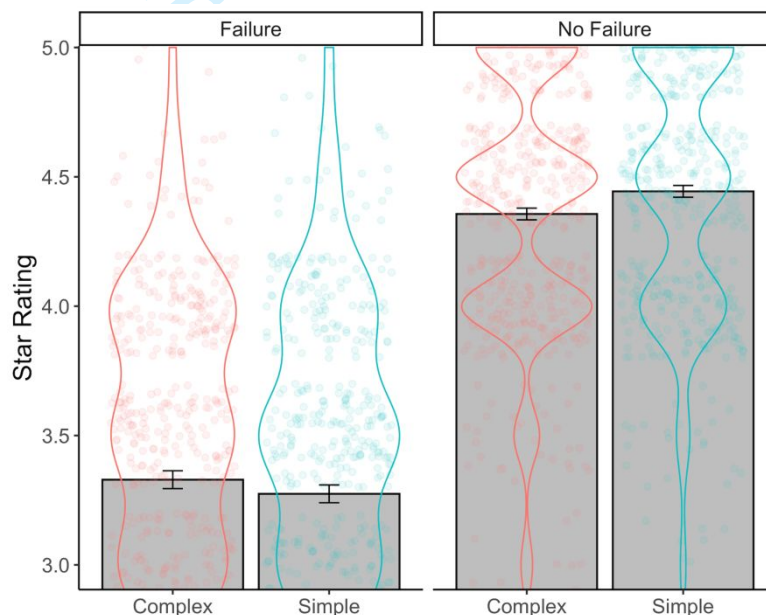 Failure
No Failure
Star Rating
5.0
4.5
4.0
3.5
3.0
Complex
Simple
Complex
Simple